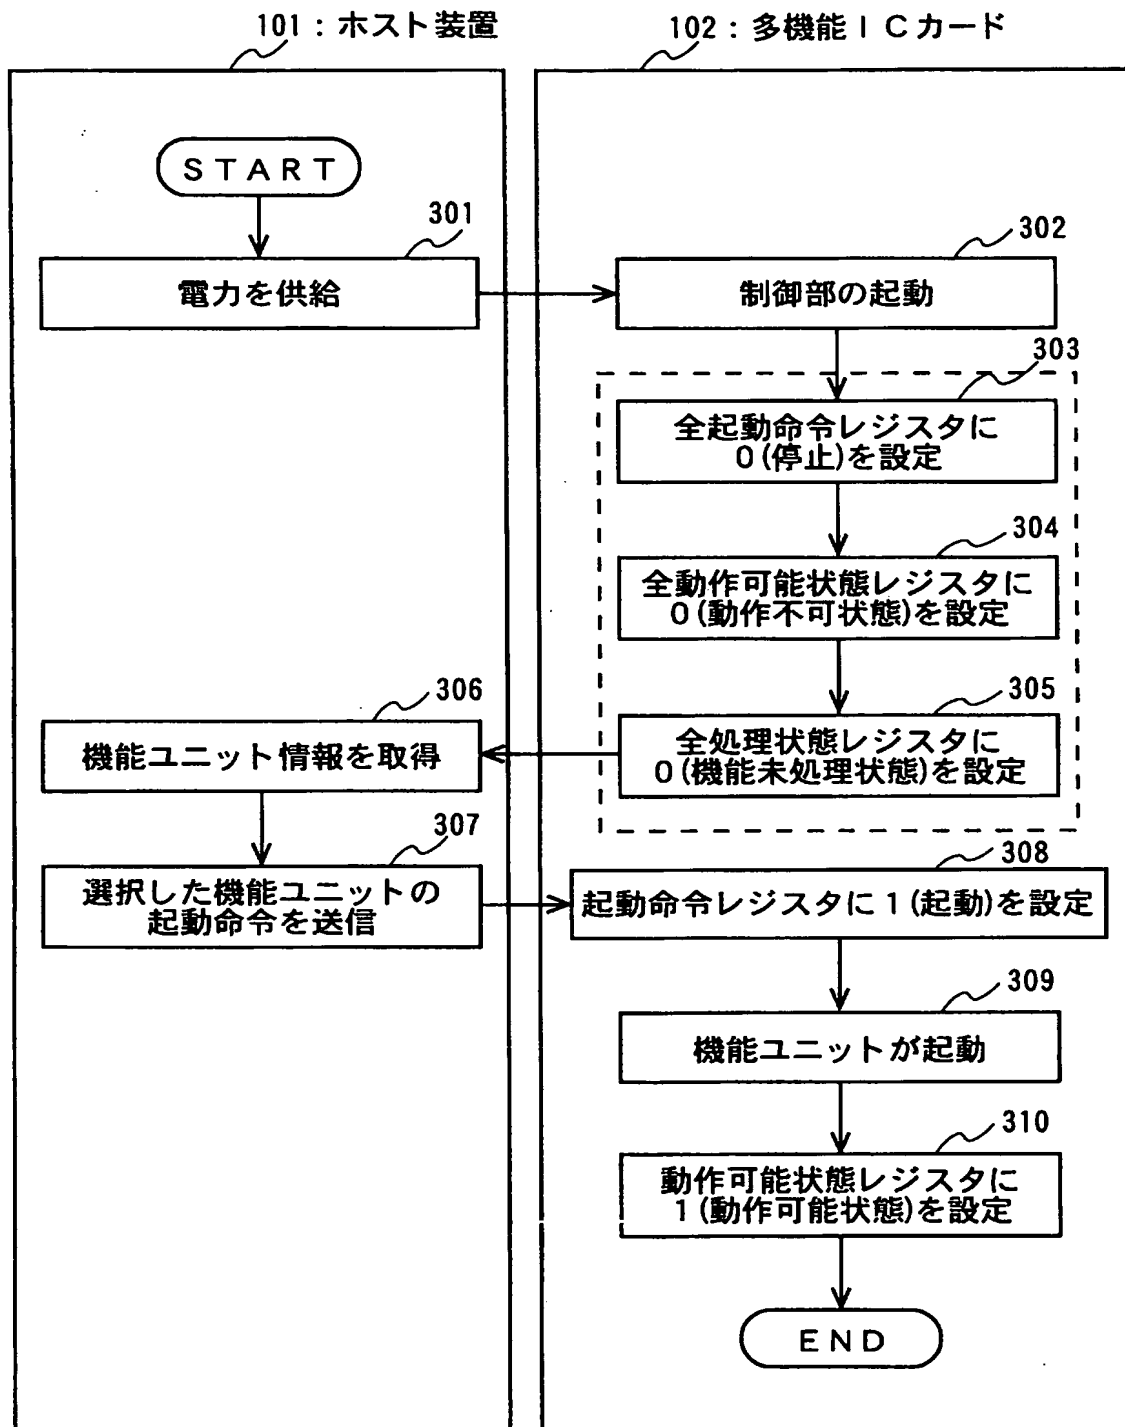 101：ホスト装置
102：多機能ＩＣカード
ＳＴＡＲＴ
301
電力を供給
302
制御部の起動
303
全起動命令レジスタに
０(停止)を設定
304
全動作可能状態レジスタに
０(動作不可状態)を設定
305
全処理状態レジスタに
０(機能未処理状態)を設定
306
機能ユニット情報を取得
307
選択した機能ユニットの
起動命令を送信
308
起動命令レジスタに１(起動)を設定
309
機能ユニットが起動
310
動作可能状態レジスタに
１(動作可能状態)を設定
ＥＮＤ